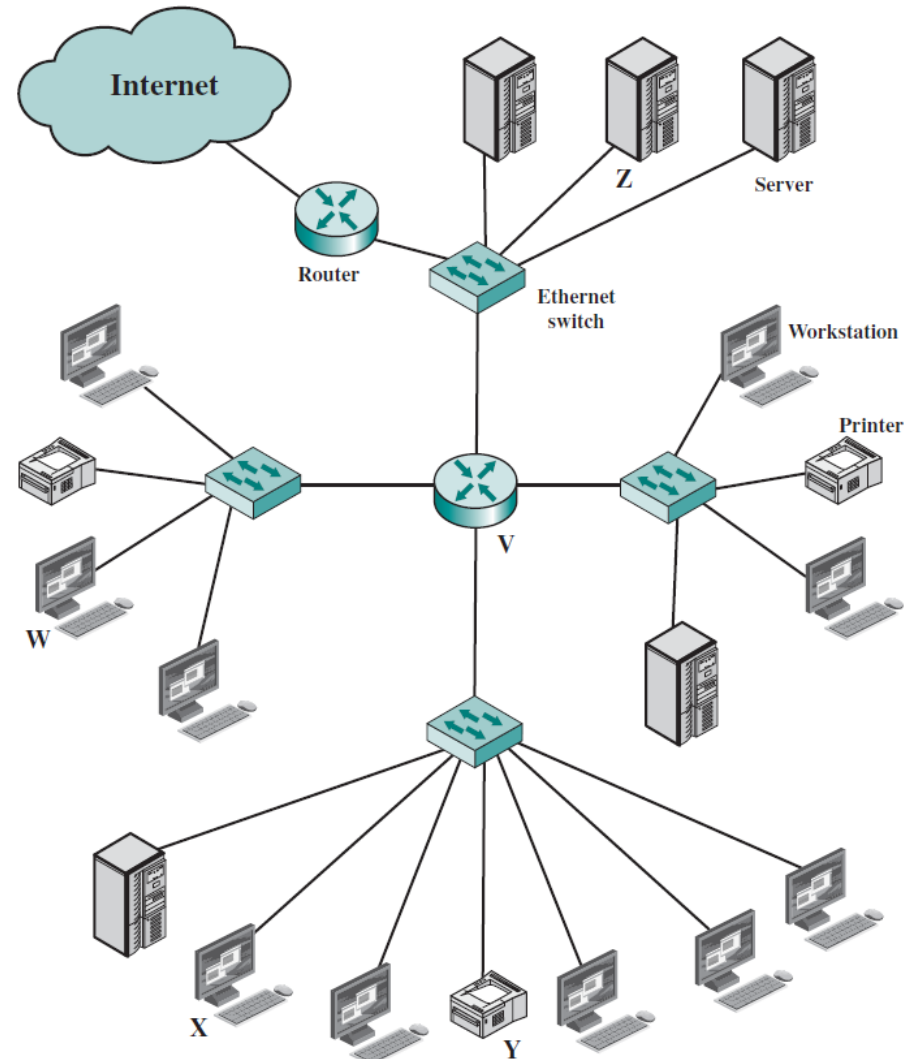 Internet
Z
Server
Router
Ethernet
switch
Workstation
Printer
V
W
X
Y